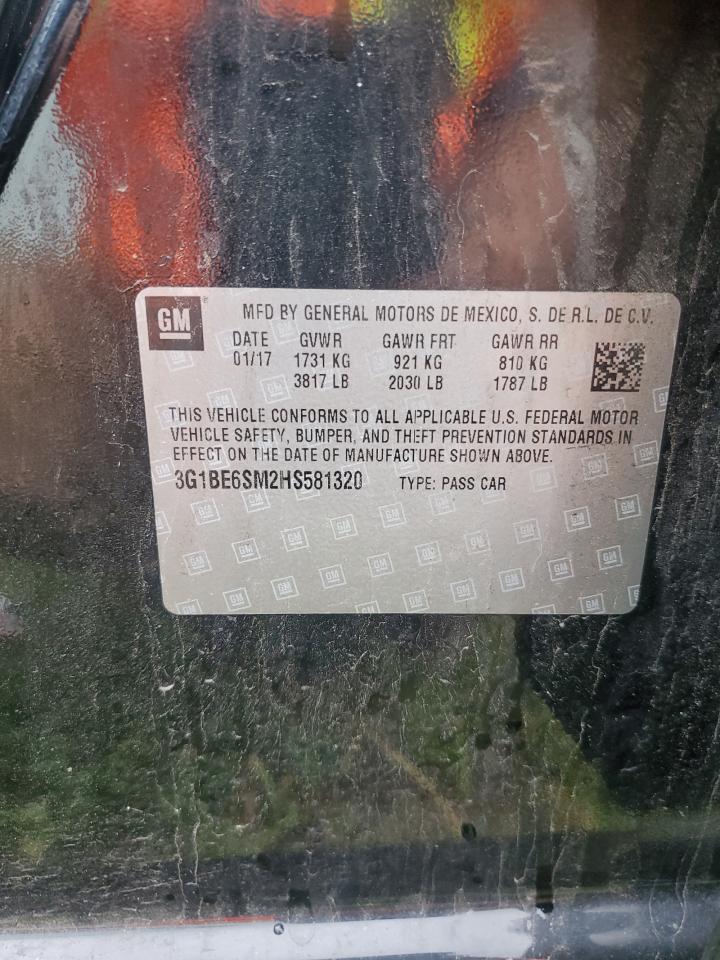 GM
MFD BY GENERAL MOTORS DE MEXICO, S. DE R.L. DE C.V.
DATE GVWR GAWR FRT GAWR RR
01/17 1731 KG 921 KG 810 KG
3817 LB 2030 LB 1787 LB
THIS VEHICLE CONFORMS TO ALL APPLICABLE U.S. FEDERAL MOTOR
VEHICLE SAFETY, BUMPER, AND THEFT PREVENTION STANDARDS IN
EFFECT ON THE DATE OF MANUFACTURE SHOWN ABOVE.
3G1BE6SM2HS581320 TYPE: PASS CAR